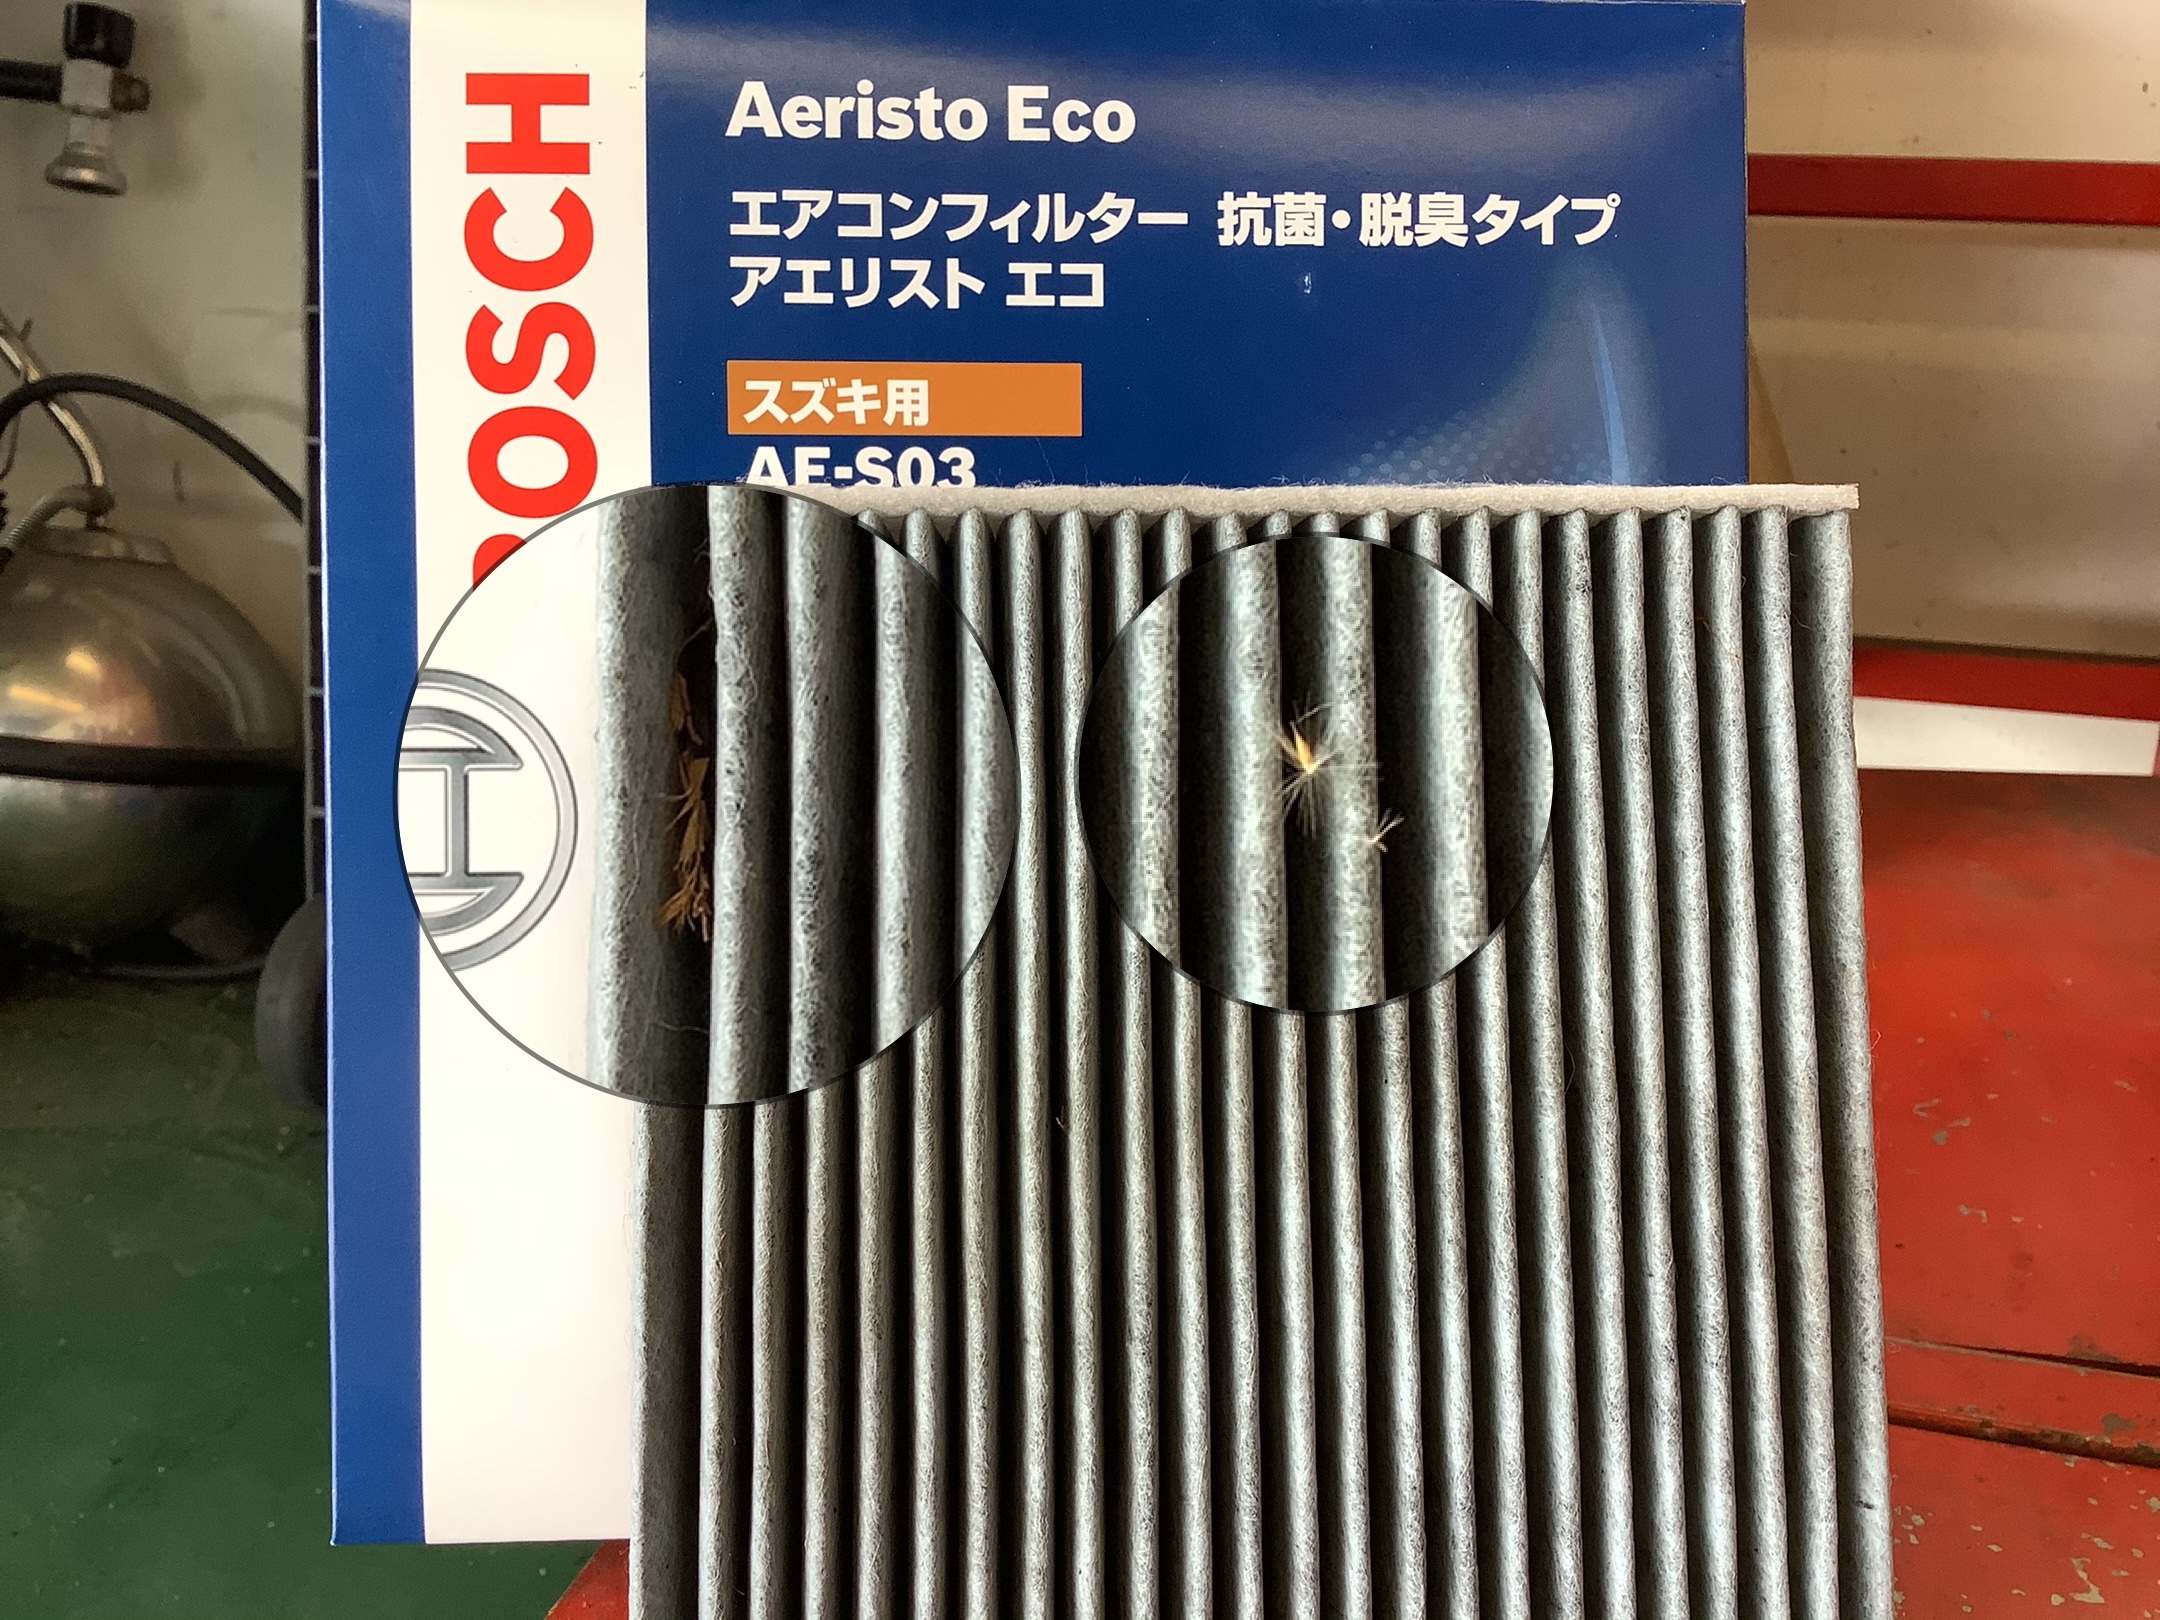 BOSCH
Aeristo Eco
エアコンフィルター 抗菌・脱臭タイプ
アエリスト エコ
スズキ用
AE-S03